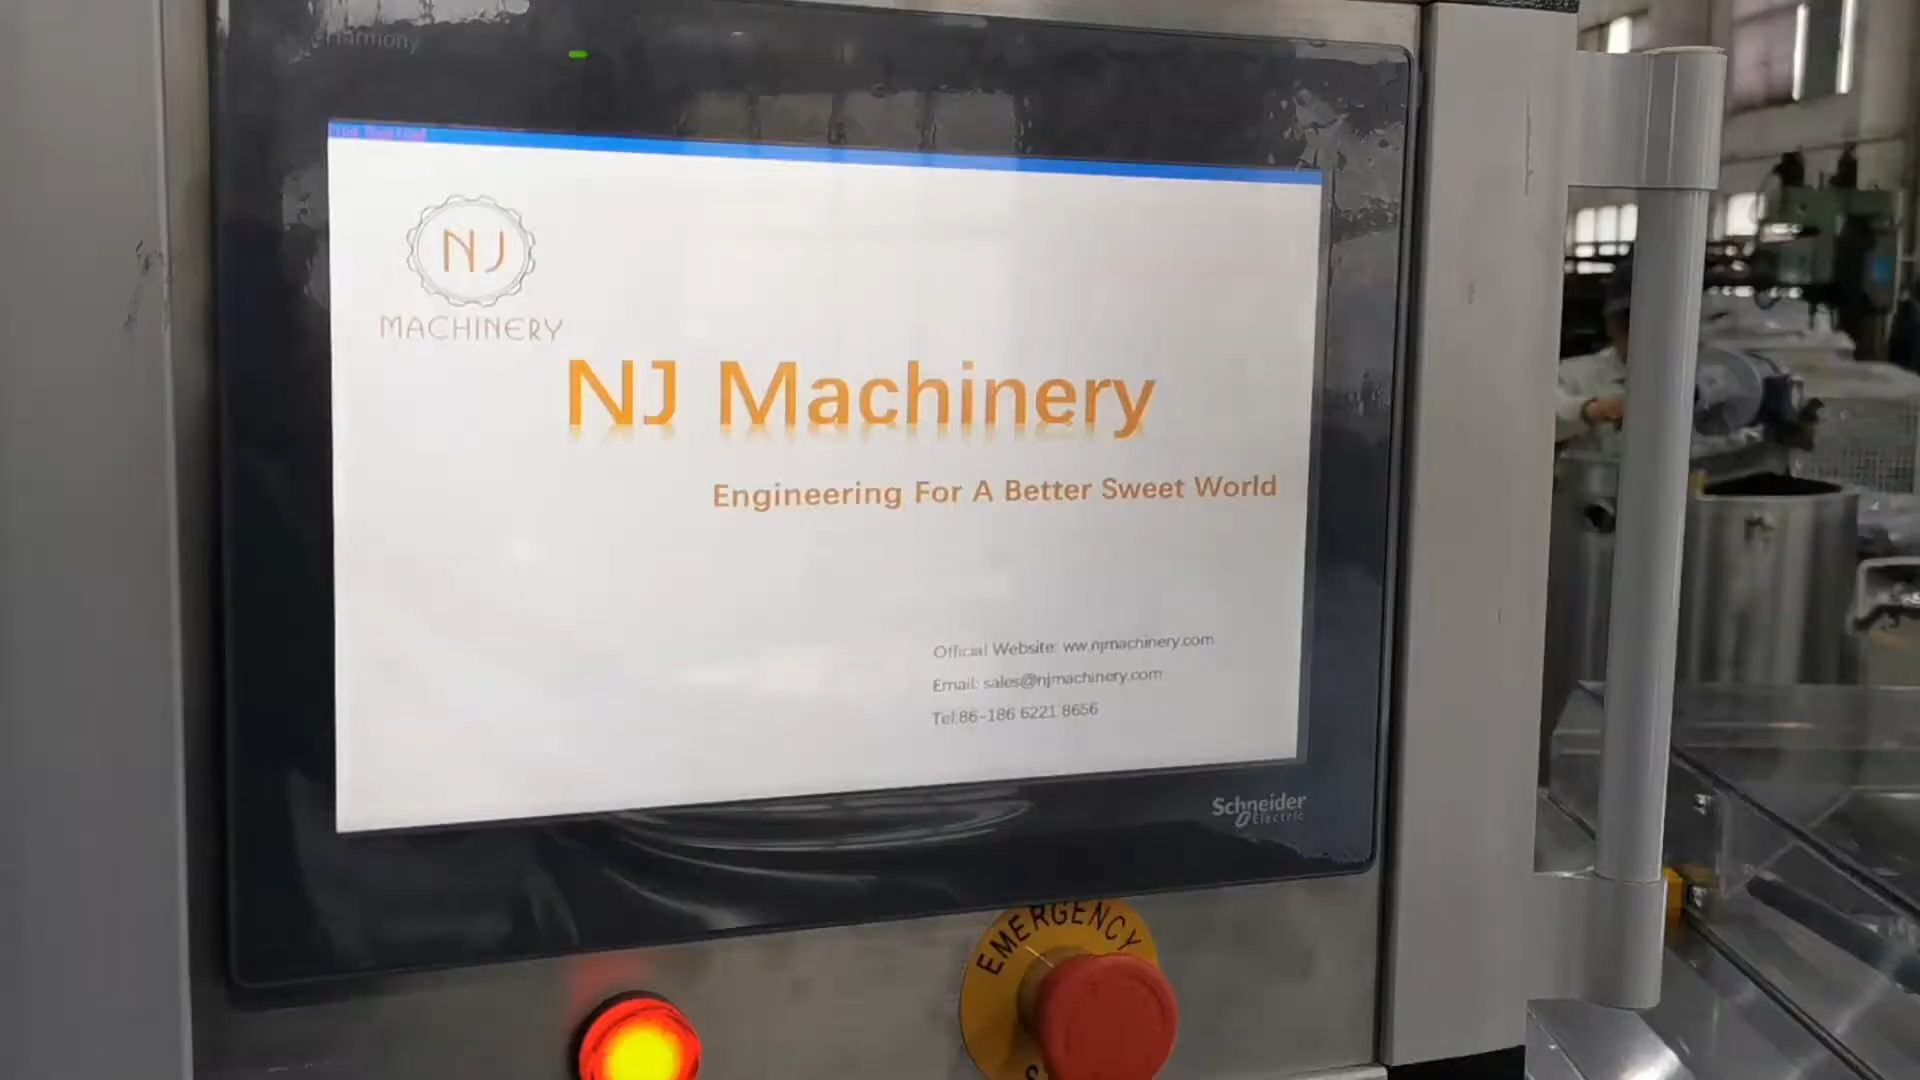 Harmony
NJ
MACHINERY
NJ Machinery
Engineering For A Better Sweet World
Official Website: ww.njmachinery.com
Email: sales@njmachinery.com
Tel:86-186 6221 8656
Schneider
Electric
EMERGENCY